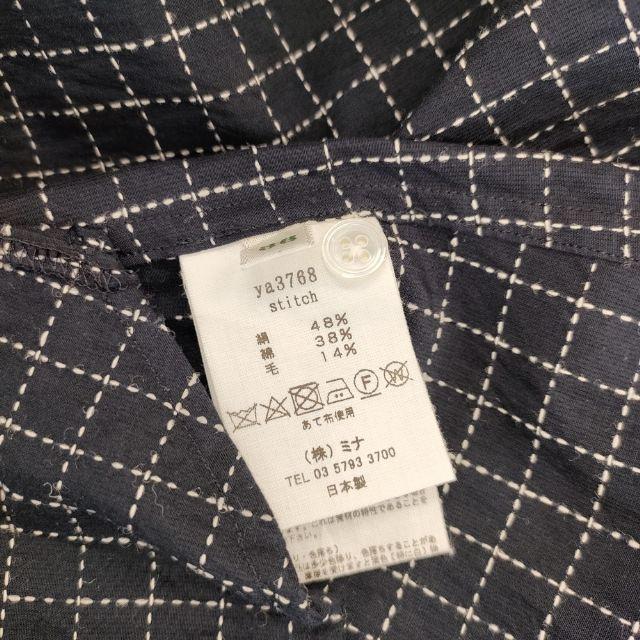 ya3768
stitch
絹 48%
綿 38%
毛 14%
あて布使用
(株) ミナ
TEL 03 5793 3700
日本製